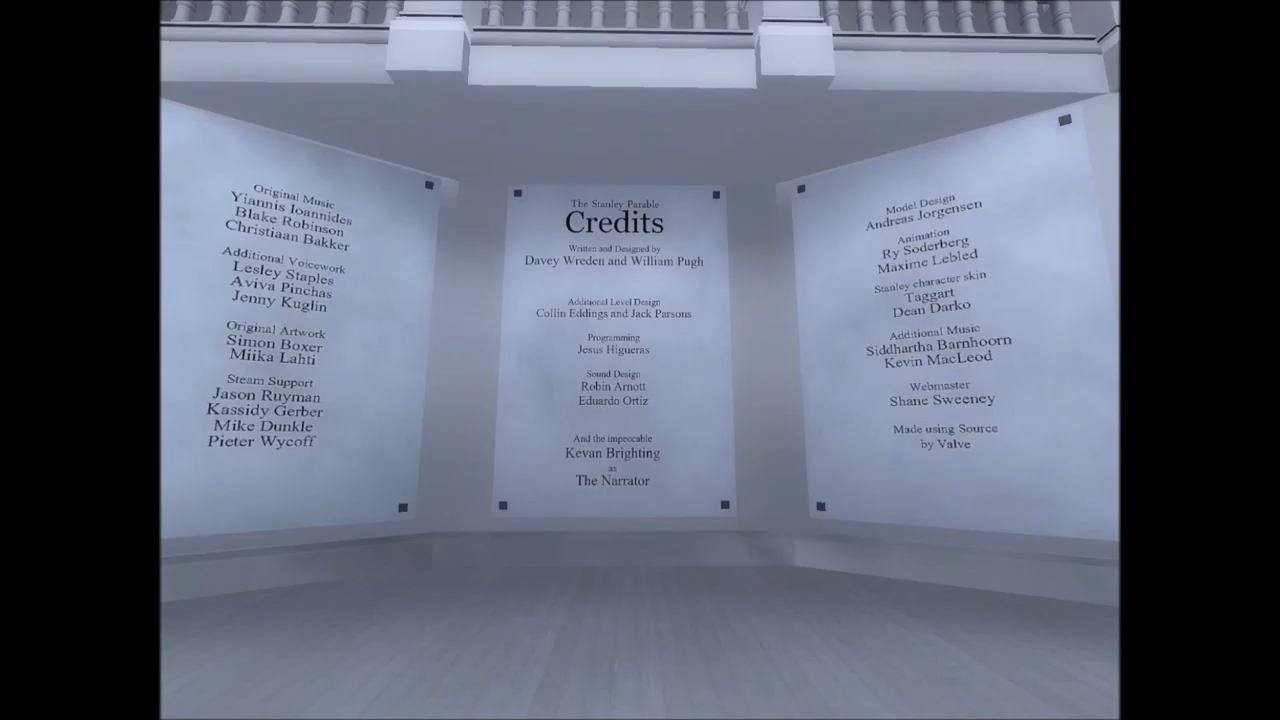 Original Music
Yiannis Ioannides
Blake Robinson
Christiaan Bakker
Additional Voicework
Lesley Staples
Aviva Pinchas
Jenny Kuglin
Original Artwork
Simon Boxer
Miika Lahti
Steam Support
Jason Ruyman
Kassidy Gerber
Mike Dunkle
Pieter Wycoff
The Stanley Parable
Credits
Written and Designed by
Davey Wreden and William Pugh
Additional Level Design
Collin Eddings and Jack Parsons
Programming
Jesus Higueras
Sound Design
Robin Arnott
Eduardo Ortiz
And the impeccable
Kevan Brighting
as
The Narrator
Model Design
Andreas Jorgensen
Animation
Ry Soderberg
Maxime Lebled
Stanley character skin
Taggart
Dean Darko
Additional Music
Siddhartha Barnhoorn
Kevin MacLeod
Webmaster
Shane Sweeney
Made using Source
by Valve